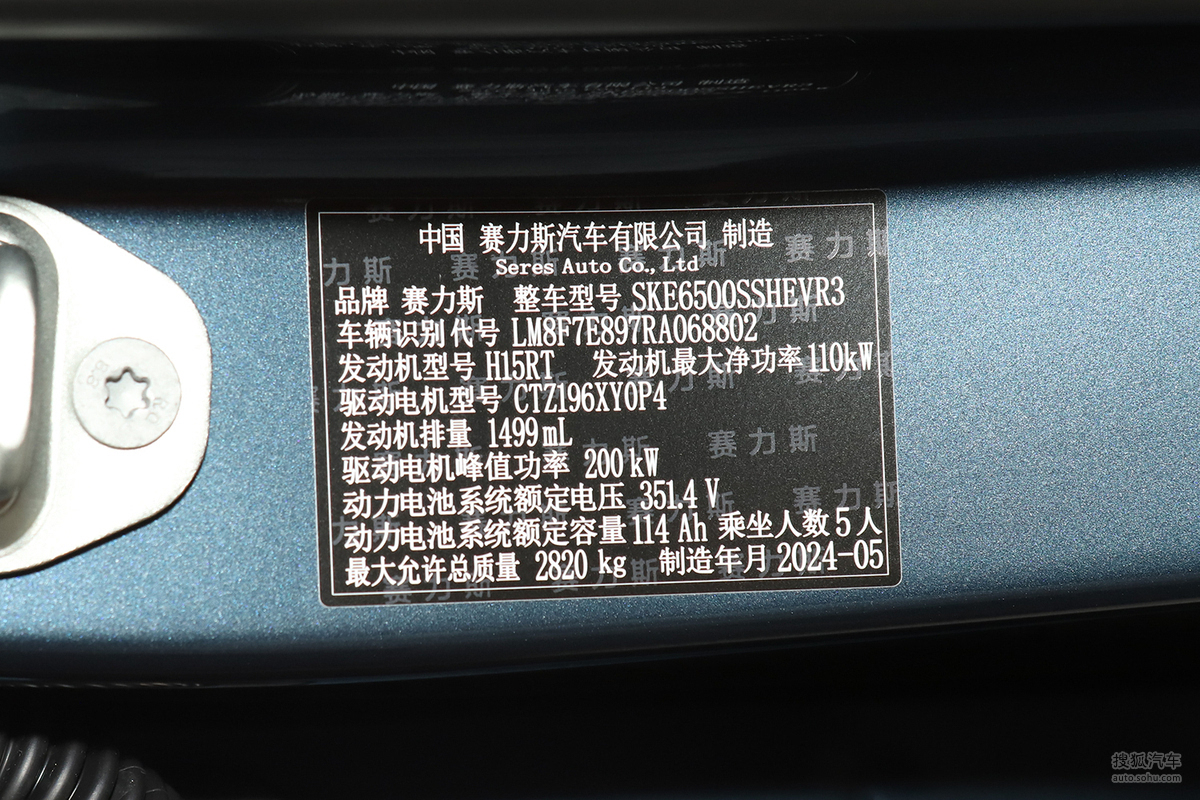 中国 赛力斯汽车有限公司 制造
Seres Auto Co., Ltd
品牌 赛力斯 整车型号 SKE6500SSHEVR3
车辆识别代号 LM8F7E897RA068802
发动机型号 H15RT 发动机最大净功率 110kW
驱动电机型号 CTZ196XY0P4
发动机排量 1499mL
驱动电机峰值功率 200kW
动力电池系统额定电压 351.4 V
动力电池系统额定容量 114 Ah 乘坐人数 5 人
最大允许总质量 2820 kg 制造年月 2024-05
搜狐汽车
auto.sohu.com